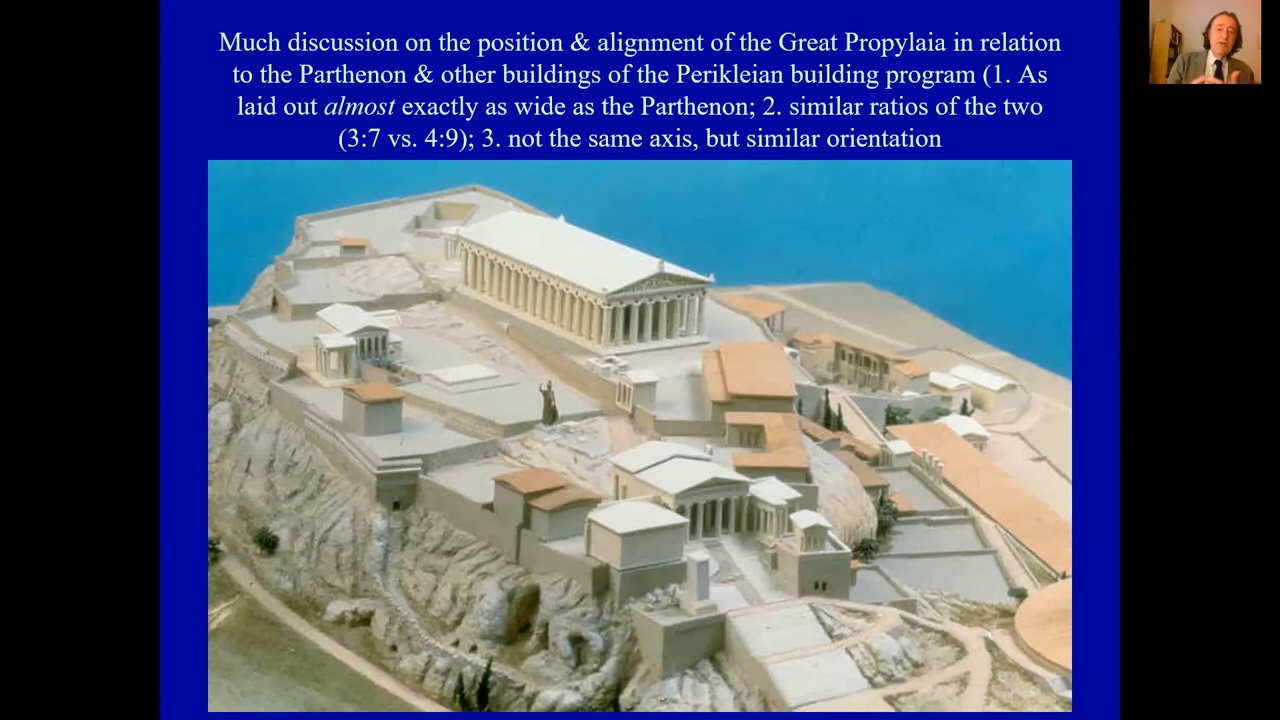 Much discussion on the position & alignment of the Great Propylaia in relation
to the Parthenon & other buildings of the Perikleian building program (1. As
laid out almost exactly as wide as the Parthenon; 2. similar ratios of the two
(3:7 vs. 4:9); 3. not the same axis, but similar orientation